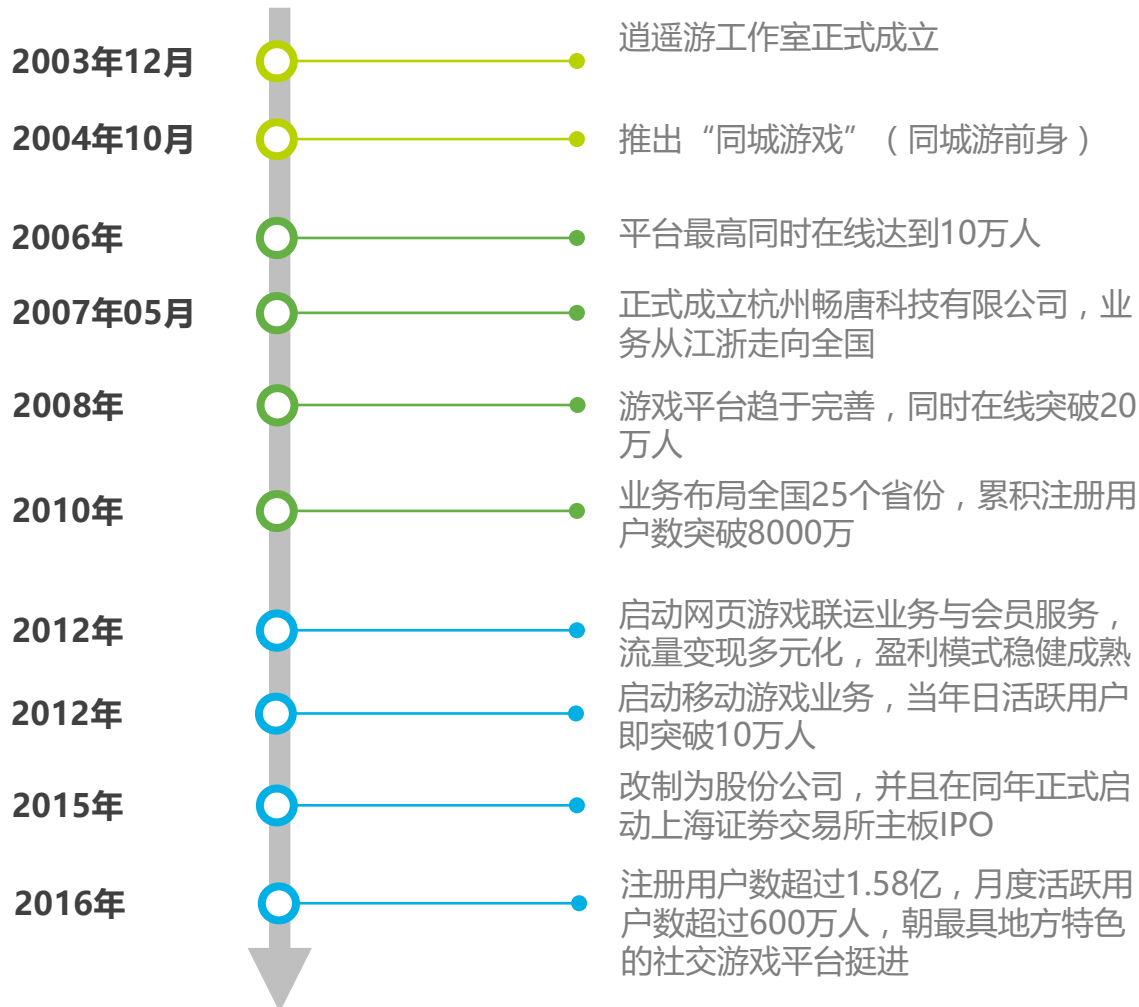 2003年12月
逍遥游工作室正式成立
2004年10月
推出“同城游戏”（同城游前身）
2006年
平台最高同时在线达到10万人
2007年05月
正式成立杭州畅唐科技有限公司，业
务从江浙走向全国
2008年
游戏平台趋于完善，同时在线突破20
万人
2010年
业务布局全国25个省份，累积注册用
户数突破8000万
2012年
启动网页游戏联运业务与会员服务，
流量变现多元化，盈利模式稳健成熟
2012年
启动移动游戏业务，当年日活跃用户
即突破10万人
2015年
改制为股份公司，并且在同年正式启
动上海证券交易所主板IPO
2016年
注册用户数超过1.58亿，月度活跃用
户数超过600万人，朝最具地方特色
的社交游戏平台挺进